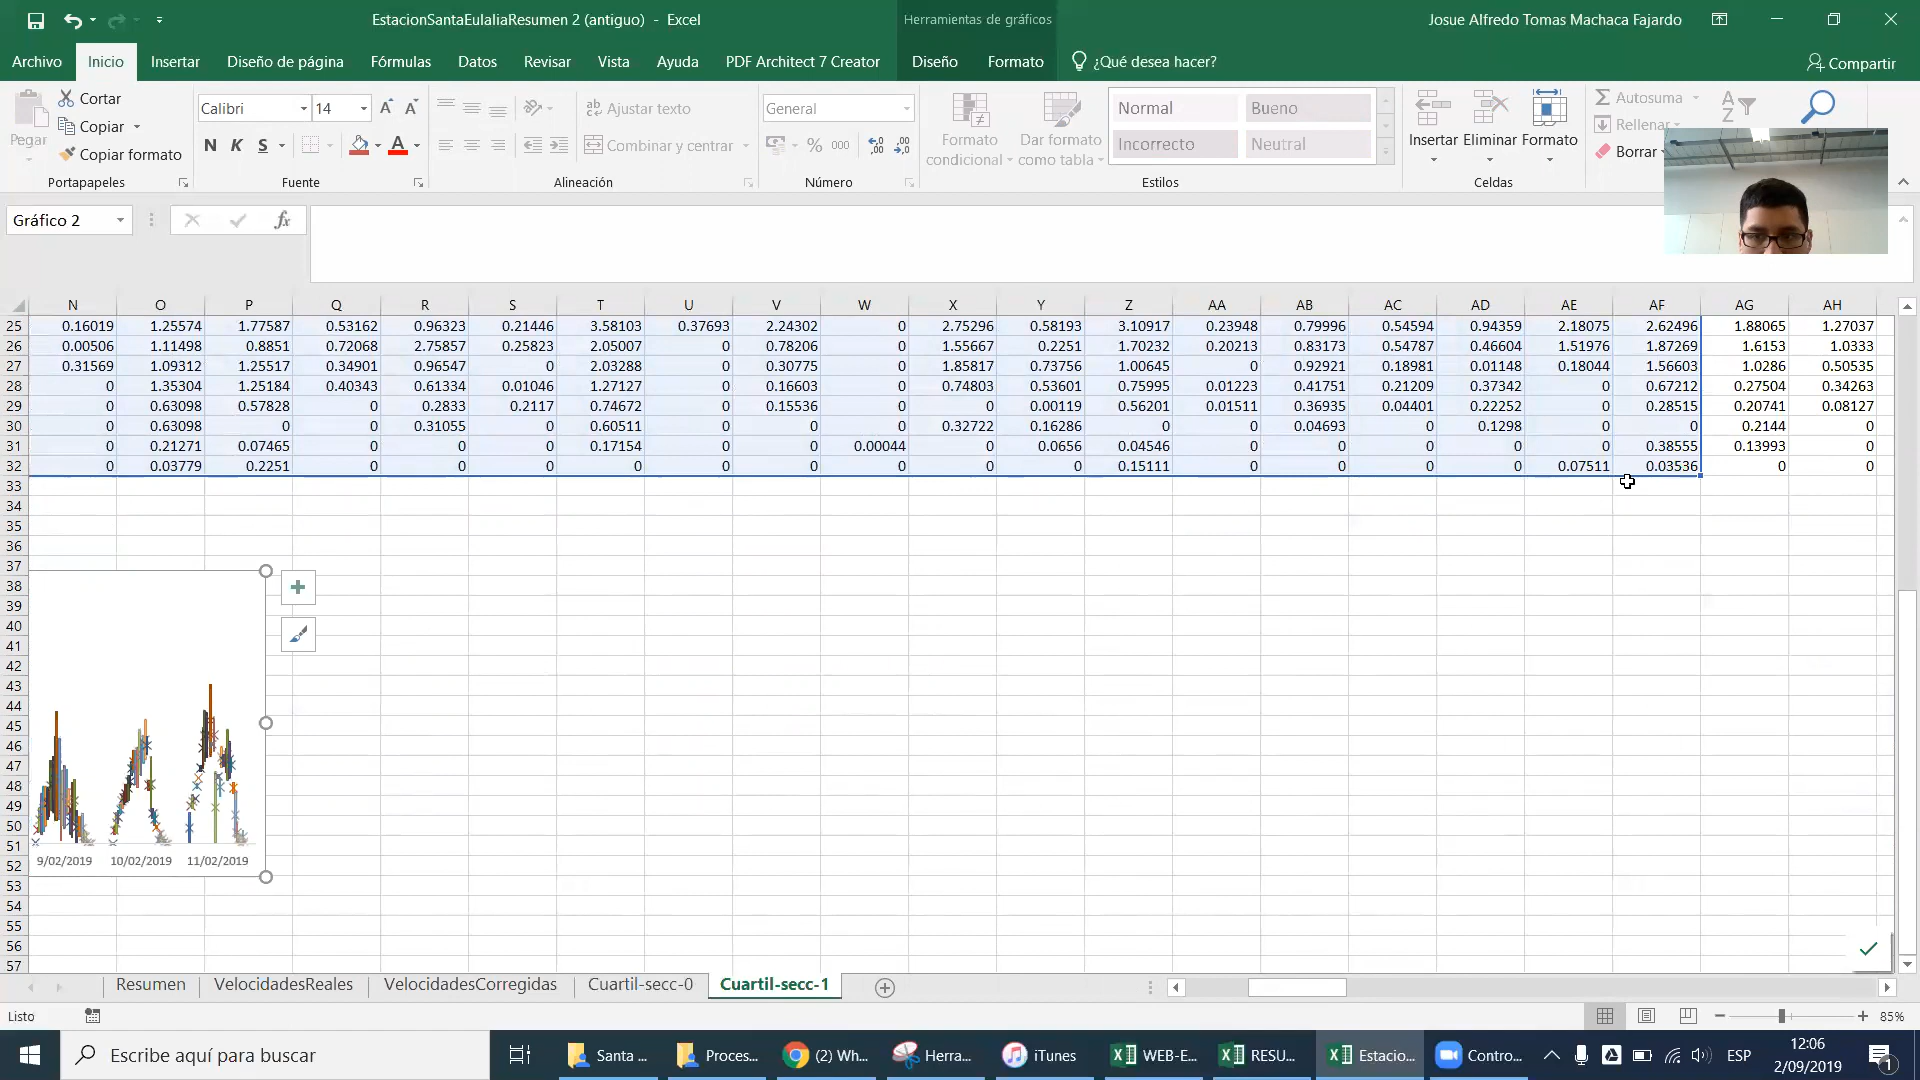 EstacionSantaEulaliaResumen 2 (antiguo) - Excel
Herramientas de gráficos
Josue Alfredo Tomas Machaca Fajardo
Archivo Inicio Insertar Diseño de página Fórmulas Datos Revisar Vista Ayuda PDF Architect 7 Creator Diseño Formato ¿Qué desea hacer? Compartir
Pegar
Cortar
Copiar
Copiar formato
Portapapeles
Calibri 14
N K S
Fuente
Ajustar texto
Combinar y centrar
Alineación
General
% 000
Número
Formato condicional
Dar formato como tabla
Normal Bueno
Incorrecto Neutral
Estilos
Insertar Eliminar Formato
Celdas
Autosuma
Rellenar
Borrar
Gráfico 2 fx
N O P Q R S T U V W X Y Z AA AB AC AD AE AF AG AH
25 0.16019 1.25574 1.77587 0.53162 0.96323 0.21446 3.58103 0.37693 2.24302 0 2.75296 0.58193 3.10917 0.23948 0.79996 0.54594 0.94359 2.18075 2.62496 1.88065 1.27037
26 0.00506 1.11498 0.8851 0.72068 2.75857 0.25823 2.05007 0 0.78206 0 1.55667 0.2251 1.70232 0.20213 0.83173 0.54787 0.46604 1.51976 1.87269 1.6153 1.0333
27 0.31569 1.09312 1.25517 0.34901 0.96547 0 2.03288 0 0.30775 0 1.85817 0.73756 1.00645 0 0.92921 0.18981 0.01148 0.18044 1.56603 1.0286 0.50535
28 0 1.35304 1.25184 0.40343 0.61334 0.01046 1.27127 0 0.16603 0 0.74803 0.53601 0.75995 0.01223 0.41751 0.21209 0.37342 0 0.67212 0.27504 0.34263
29 0 0.63098 0.57828 0 0.2833 0.2117 0.74672 0 0.15536 0 0 0.00119 0.56201 0.01511 0.36935 0.04401 0.22252 0 0.28515 0.20741 0.08127
30 0 0.63098 0 0 0.31055 0 0.60511 0 0 0 0.32722 0.16286 0 0 0.04693 0 0.1298 0 0 0.2144 0
31 0 0.21271 0.07465 0 0 0 0.17154 0 0 0.00044 0 0.0656 0.04546 0 0 0 0 0 0.38555 0.13993 0
32 0 0.03779 0.2251 0 0 0 0 0 0 0 0 0 0.15111 0 0 0 0 0.07511 0.03536 0 0
33
34
35
36
37
38
39
40
41
42
43
44
45
46
47
48
49
50
51
52
53
54
55
56
57
9/02/2019 10/02/2019 11/02/2019
Resumen VelocidadesReales VelocidadesCorregidas Cuartil-secc-0 Cuartil-secc-1
Listo 85%
Escribe aquí para buscar
Santa ... Proces... (2) Wh... Herra... iTunes WEB-E... RESU... Estacio... Contro... ESP
12:06
2/09/2019
1